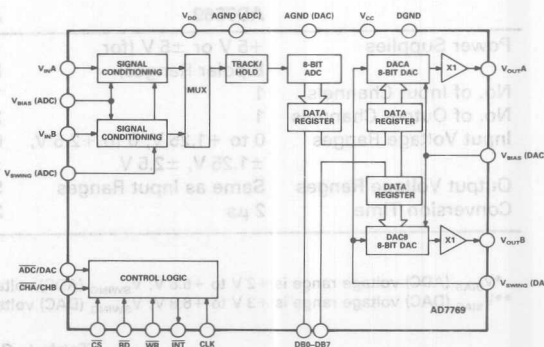 VDD AGND (ADC) AGND (DAC) VCC DGND
VINA
SIGNAL
CONDITIONING
MUX
TRACK/
HOLD
8-BIT
ADC
DACA
8-BIT DAC
X1
VOUTA
VBIAS (ADC)
DATA
REGISTER
DATA
REGISTER
VINB
SIGNAL
CONDITIONING
VBIAS (DAC
VSWING (ADC)
DATA
REGISTER
DAC8
8-BIT DAC
X1
VOUTB
ADC/DAC
CHA/CHB
CONTROL LOGIC
VSWING (DA
AD7769
CS RD WR INT CLK DB0–DB7